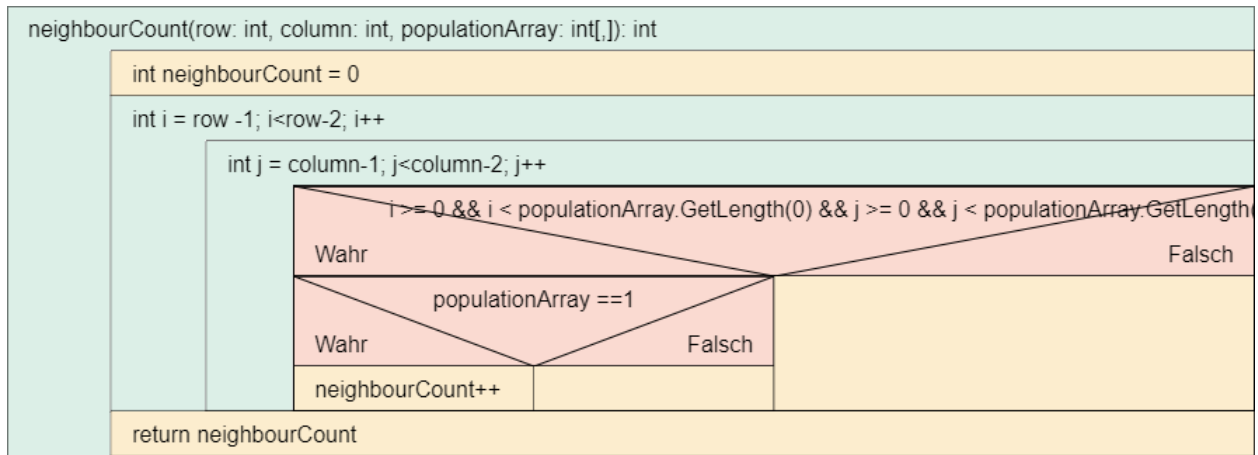 neighbourCount(row: int, column: int, populationArray: int[,]): int
int neighbourCount = 0
int i = row -1; i<row-2; i++
int j = column-1; j<column-2; j++
i >= 0 && i < populationArray.GetLength(0) && j >= 0 && j < populationArray.GetLength(
Wahr Falsch
populationArray ==1
Wahr Falsch
neighbourCount++
return neighbourCount